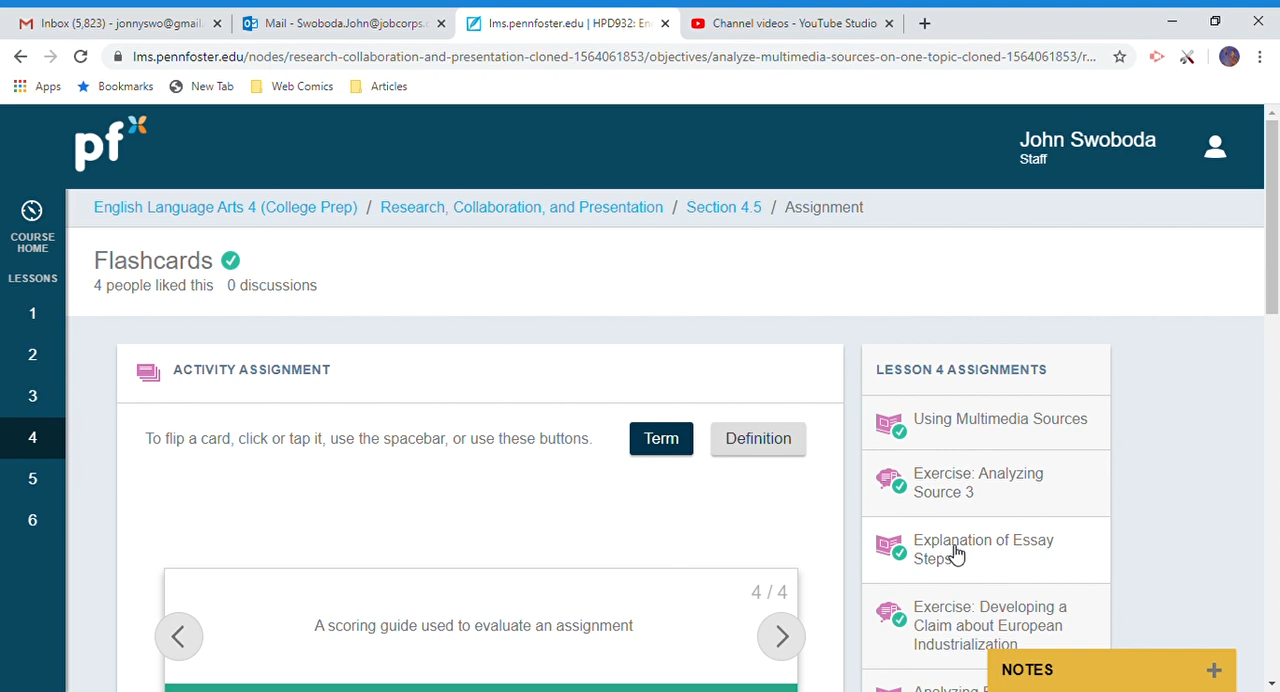 Inbox (5,823) - jonnyswo@gmail.
Mail - Swoboda.John@jobcorps.
lms.pennfoster.edu | HPD932: En
Channel videos - YouTube Studio
lms.pennfoster.edu/nodes/research-collaboration-and-presentation-cloned-1564061853/objectives/analyze-multimedia-sources-on-one-topic-cloned-1564061853/r...
Apps
Bookmarks
New Tab
Web Comics
Articles
pf
John Swoboda
Staff
COURSE
HOME
LESSONS
1
2
3
4
5
6
English Language Arts 4 (College Prep) / Research, Collaboration, and Presentation / Section 4.5 / Assignment
Flashcards
4 people liked this 0 discussions
ACTIVITY ASSIGNMENT
To flip a card, click or tap it, use the spacebar, or use these buttons.
Term
Definition
4 / 4
A scoring guide used to evaluate an assignment
LESSON 4 ASSIGNMENTS
Using Multimedia Sources
Exercise: Analyzing
Source 3
Explanation of Essay
Steps
Exercise: Developing a
Claim about European
Industrialization
Analyzing
NOTES +